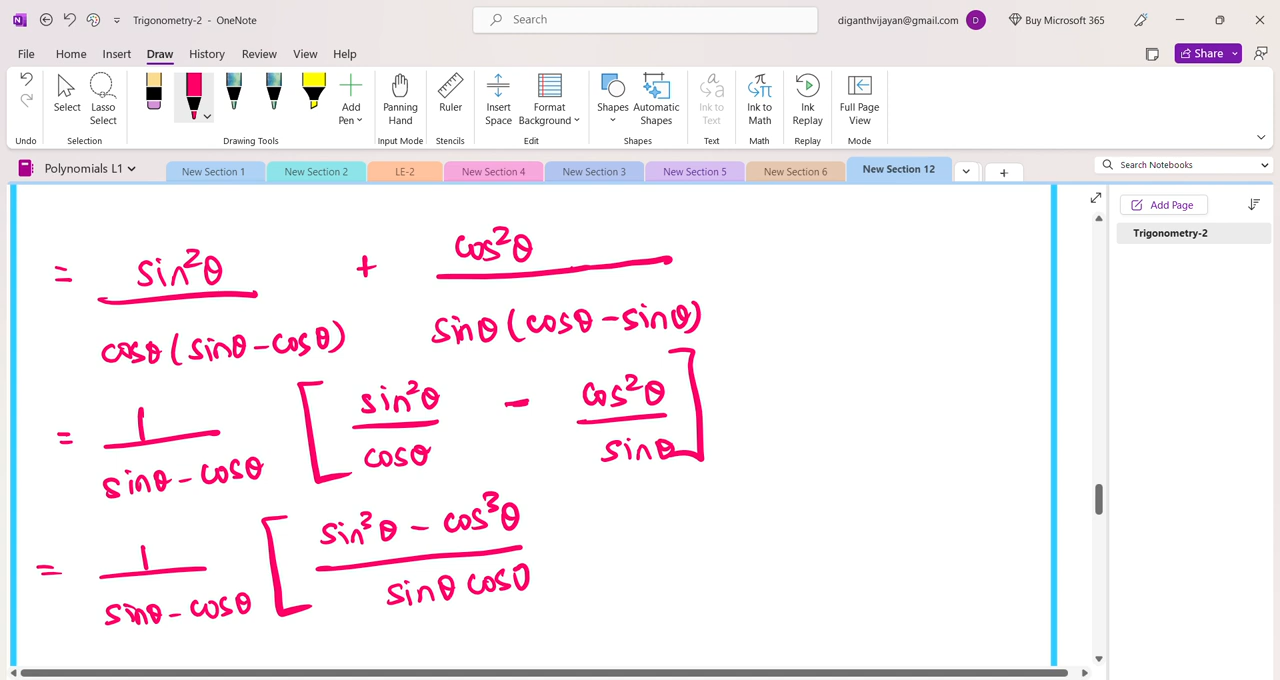 Trigonometry-2 - OneNote
Search
diganthvijayan@gmail.com D Buy Microsoft 365
File Home Insert Draw History Review View Help Share
Undo
Select
Lasso Select
Add Pen
Panning Hand
Ruler
Insert Space
Format Background
Shapes
Automatic Shapes
Ink to Text
Ink to Math
Ink Replay
Full Page View
Undo Selection Drawing Tools Input Mode Stencils Edit Shapes Text Math Replay Mode
Polynomials L1 New Section 1 New Section 2 LE-2 New Section 4 New Section 3 New Section 5 New Section 6 New Section 12 + Search Notebooks
Add Page
Trigonometry-2
= sin²θ / cosθ(sinθ-cosθ) + cos²θ / sinθ(cosθ-sinθ)
= 1 / sinθ-cosθ [ sin²θ / cosθ - cos²θ / sinθ ]
= 1 / sinθ-cosθ [ sin³θ - cos³θ / sinθ cosθ